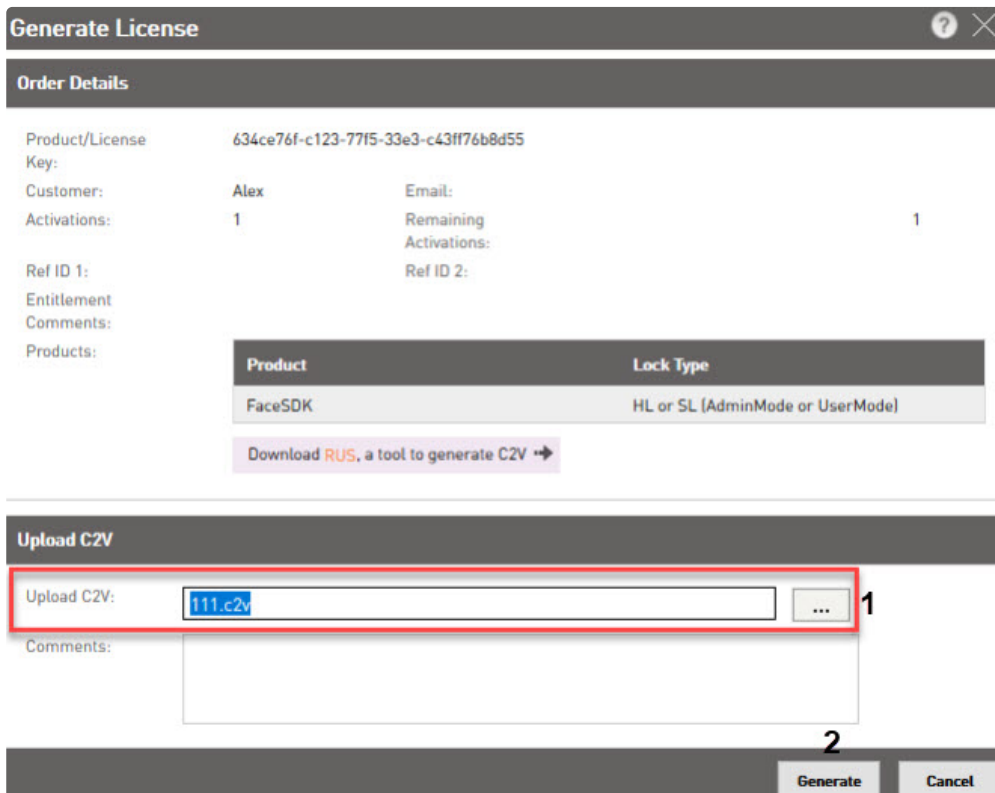 Generate License
?
Order Details
Product/License Key: 634ce76f-c123-77f5-33e3-c43ff76b8d55
Customer: Alex Email:
Activations: 1 Remaining Activations: 1
Ref ID 1: Ref ID 2:
Entitlement Comments:
Products:
Product Lock Type
FaceSDK HL or SL (AdminMode or UserMode)
Download RUS, a tool to generate C2V
Upload C2V
Upload C2V: 111.c2v ... 1
Comments:
2
Generate Cancel